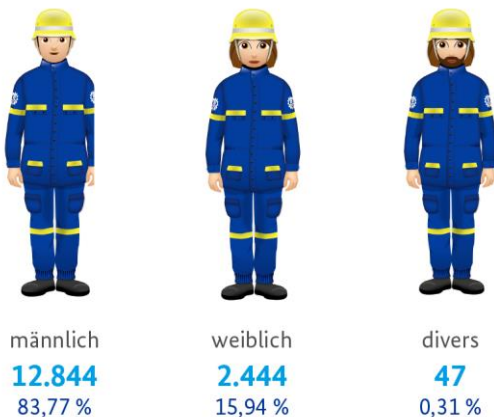 männlich
12.844
83,77 %
weiblich
2.444
15,94 %
divers
47
0,31 %